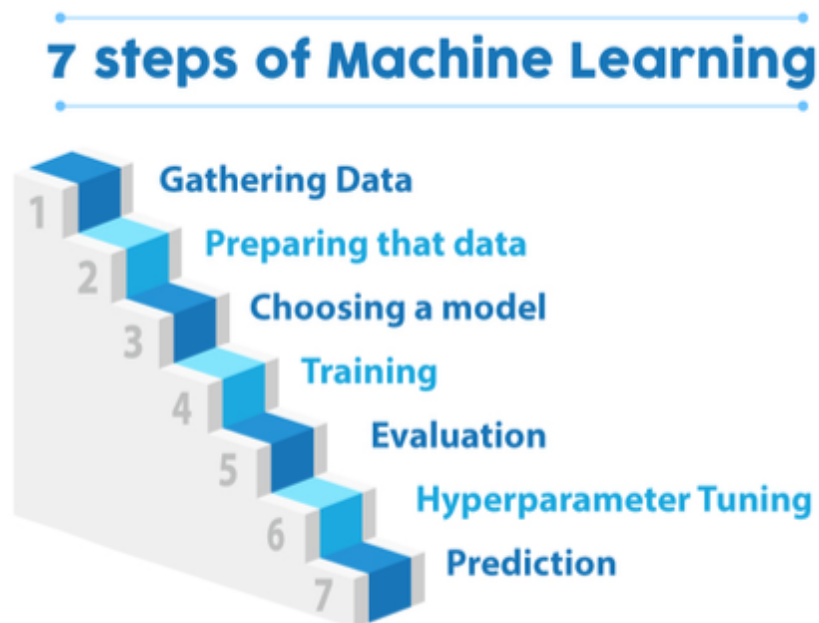 7 steps of Machine Learning
1 Gathering Data
2 Preparing that data
3 Choosing a model
4 Training
5 Evaluation
6 Hyperparameter Tuning
7 Prediction